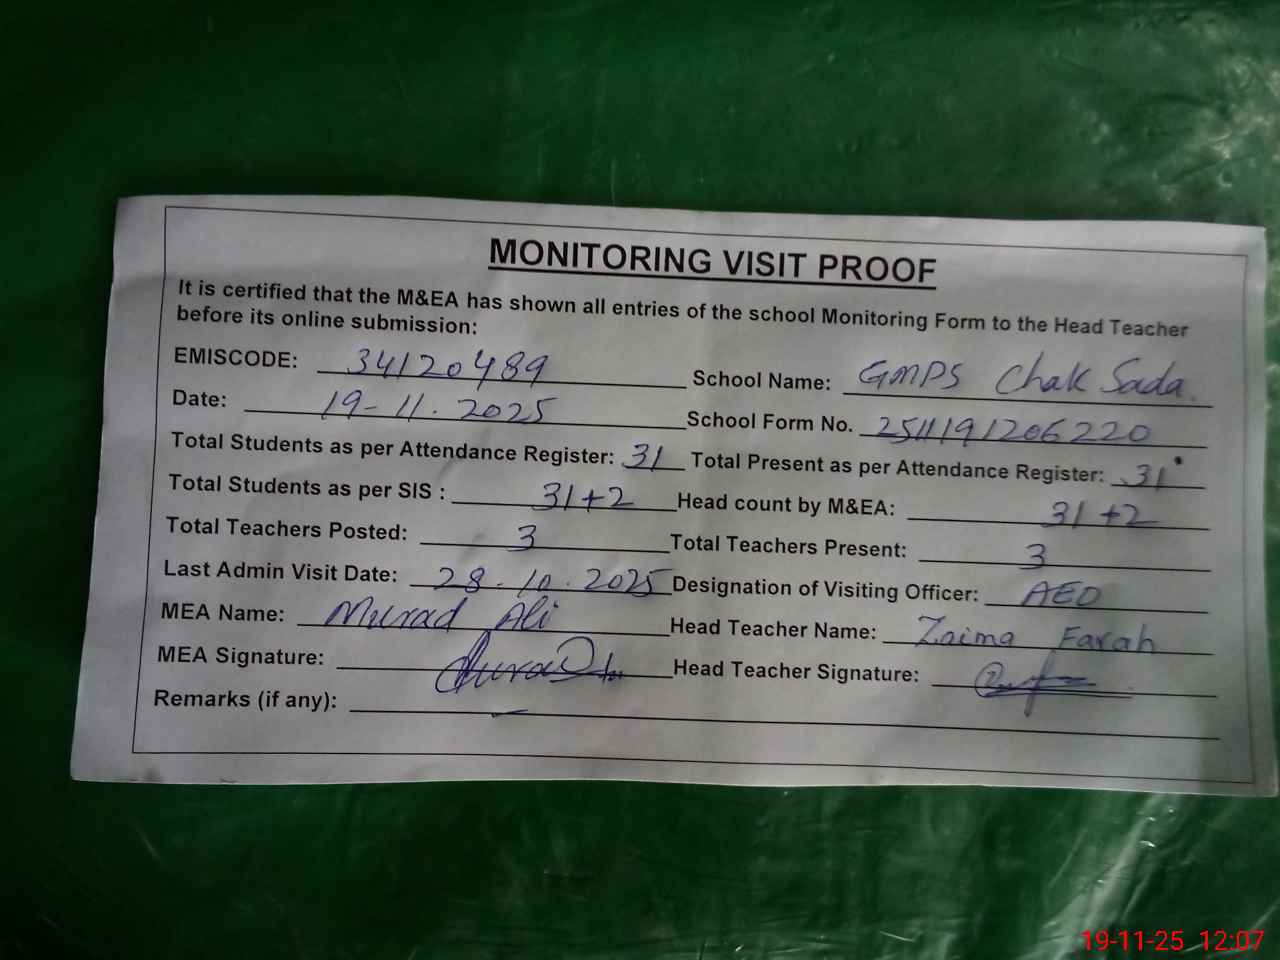 MONITORING VISIT PROOF
It is certified that the M&EA has shown all entries of the school Monitoring Form to the Head Teacher
before its online submission:
EMISCODE: 34120489 School Name: GMPS Chak Sada.
Date: 19-11.2025 School Form No. 2511191206220
Total Students as per Attendance Register: 31 Total Present as per Attendance Register: 31
Total Students as per SIS : 31+2 Head count by M&EA: 31+2
Total Teachers Posted: 3 Total Teachers Present: 3
Last Admin Visit Date: 28.10.2025 Designation of Visiting Officer: AEO
MEA Name: Murad Ali Head Teacher Name: Zaima Farah
MEA Signature: Head Teacher Signature:
Remarks (if any):
19-11-25 12:07